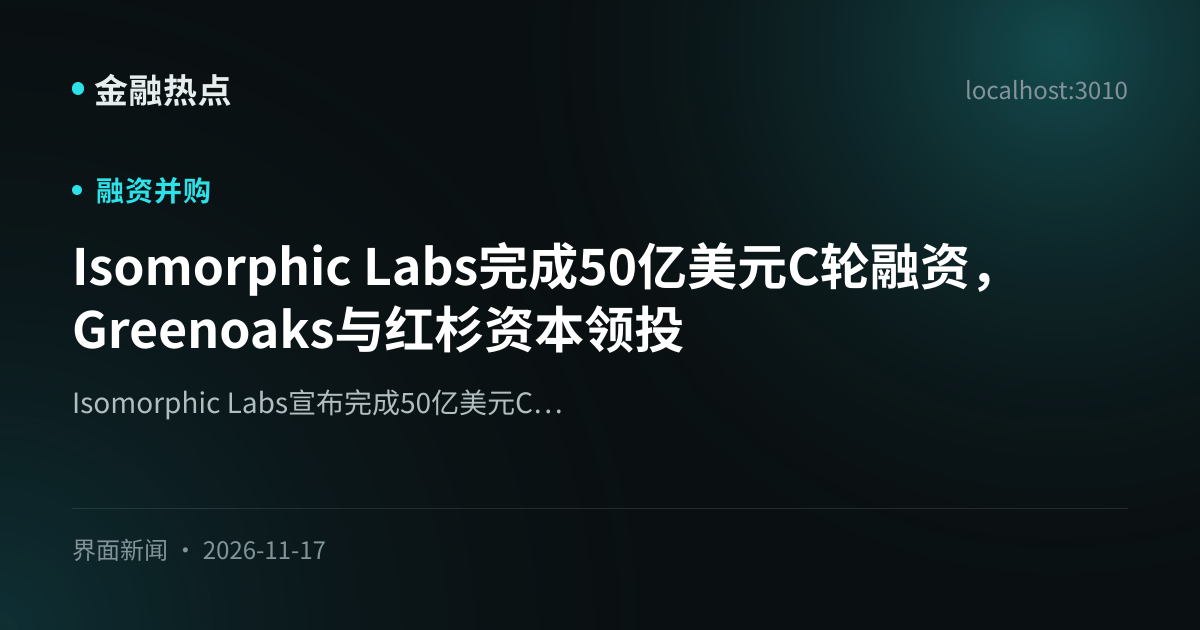 金融热点
localhost:3010
融资并购
Isomorphic Labs完成50亿美元C轮融资，
Greenoaks与红杉资本领投
Isomorphic Labs宣布完成50亿美元C…
界面新闻 • 2026-11-17